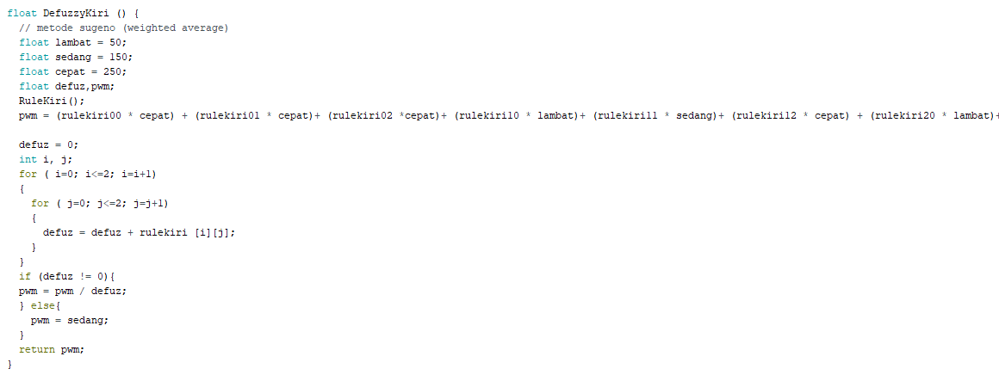 float DefuzzyKiri () {
  // metode sugeno (weighted average)
  float lambat = 50;
  float sedang = 150;
  float cepat = 250;
  float defuz,pwm;
  RuleKiri();
  pwm = (rulekiri00 * cepat) + (rulekiri01 * cepat)+ (rulekiri02 *cepat)+ (rulekiri10 * lambat)+ (rulekiri11 * sedang)+ (rulekiri12 * cepat) + (rulekiri20 * lambat)+
  defuz = 0;
  int i, j;
  for ( i=0; i<=2; i=i+1)
  {
    for ( j=0; j<=2; j=j+1)
    {
      defuz = defuz + rulekiri [i][j];
    }
  }
  if (defuz != 0){
  pwm = pwm / defuz;
  } else{
    pwm = sedang;
  }
  return pwm;
}